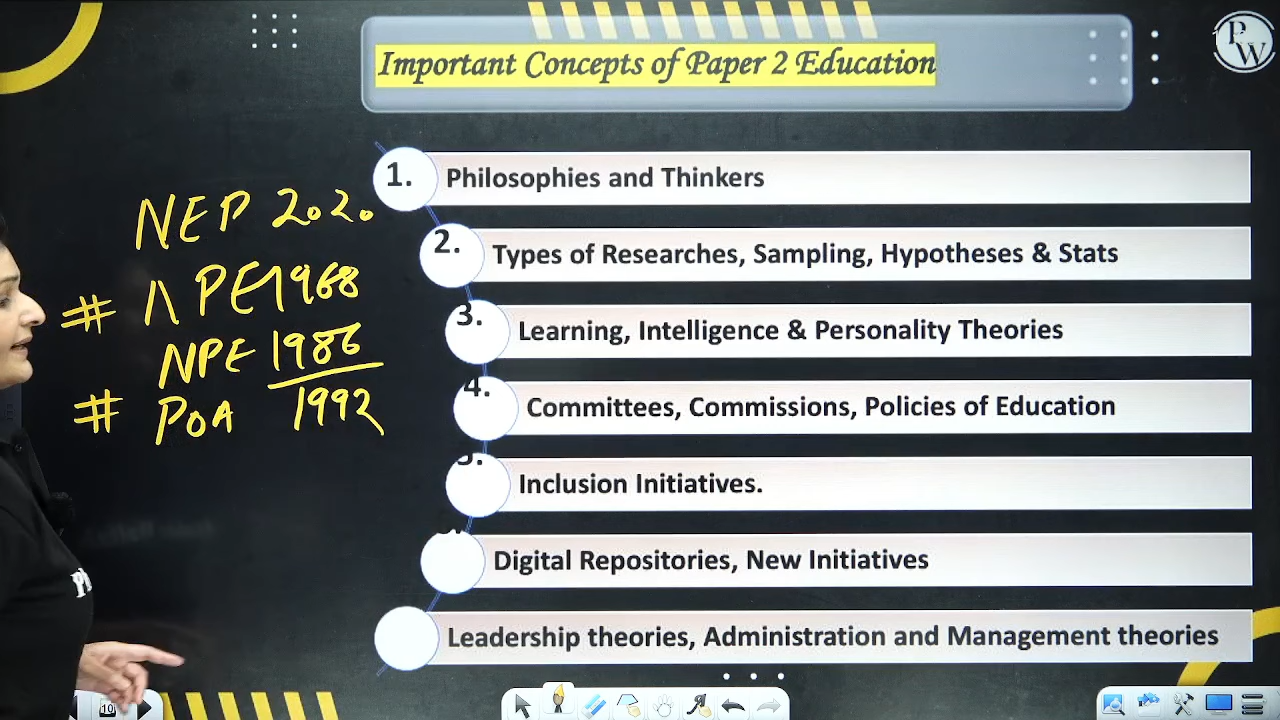 Important Concepts of Paper 2 Education
PW
1. Philosophies and Thinkers
2. Types of Researches, Sampling, Hypotheses & Stats
3. Learning, Intelligence & Personality Theories
4. Committees, Commissions, Policies of Education
5. Inclusion Initiatives.
Digital Repositories, New Initiatives
Leadership theories, Administration and Management theories
NEP 2020
# NPE 1968
NPE 1986
# POA 1992
10